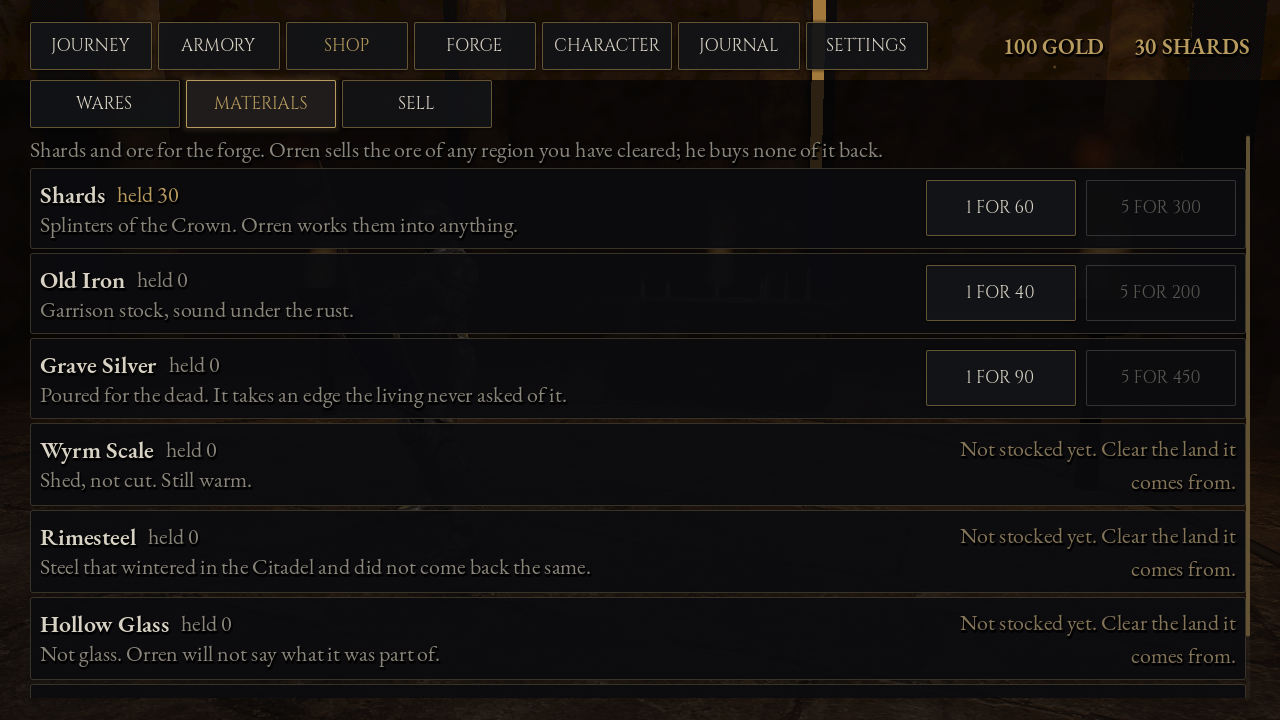 JOURNEY ARMORY SHOP FORGE CHARACTER JOURNAL SETTINGS 100 GOLD 30 SHARDS
WARES MATERIALS SELL
Shards and ore for the forge. Orren sells the ore of any region you have cleared; he buys none of it back.
Shards held 30
Splinters of the Crown. Orren works them into anything.
1 FOR 60 5 FOR 300
Old Iron held 0
Garrison stock, sound under the rust.
1 FOR 40 5 FOR 200
Grave Silver held 0
Poured for the dead. It takes an edge the living never asked of it.
1 FOR 90 5 FOR 450
Wyrm Scale held 0
Shed, not cut. Still warm.
Not stocked yet. Clear the land it
comes from.
Rimesteel held 0
Steel that wintered in the Citadel and did not come back the same.
Not stocked yet. Clear the land it
comes from.
Hollow Glass held 0
Not glass. Orren will not say what it was part of.
Not stocked yet. Clear the land it
comes from.